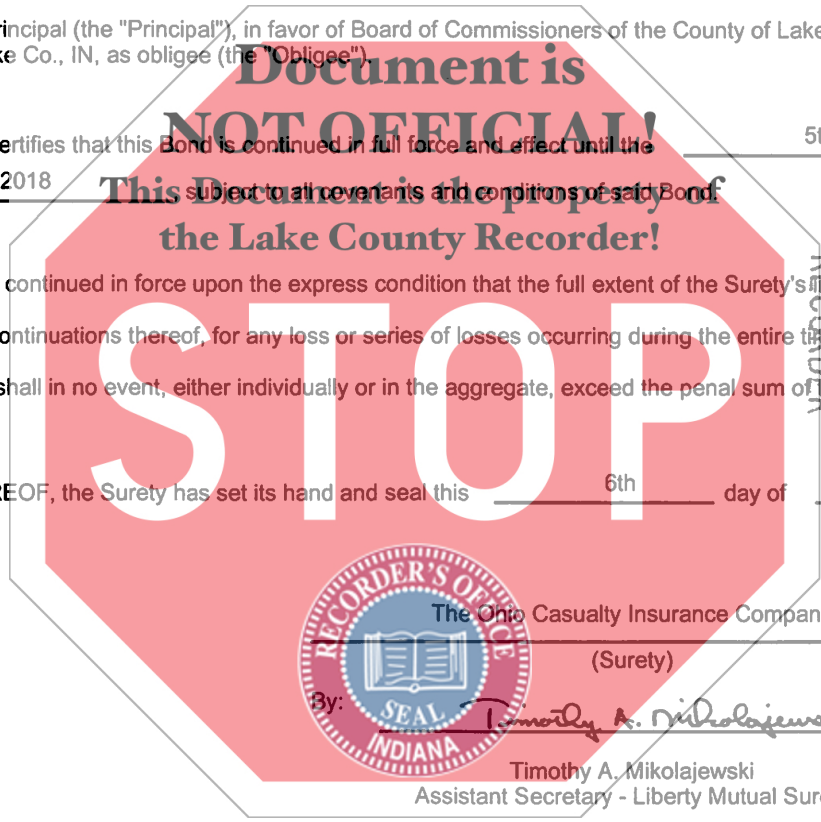 rincipal (the "Principal"), in favor of Board of Commissioners of the County of Lake
e Co., IN, as obligee (the "Obligee").
Document is
NOT OFFICIAL!
ertifies that this Bond is continued in full force and effect until the 5t
2018 , subject to all covenants and conditions of said Bond.
This Document is the property of
the Lake County Recorder!
continued in force upon the express condition that the full extent of the Surety's
ontinuations thereof, for any loss or series of losses occurring during the entire
shall in no event, either individually or in the aggregate, exceed the penal sum of
STOP
EOF, the Surety has set its hand and seal this 6th day of
RECORDER'S OFFICE
The Ohio Casualty Insurance Compan
(Surety)
SEAL
INDIANA
By: Timothy A. Mikolajews
Timothy A. Mikolajewski
Assistant Secretary - Liberty Mutual Sur